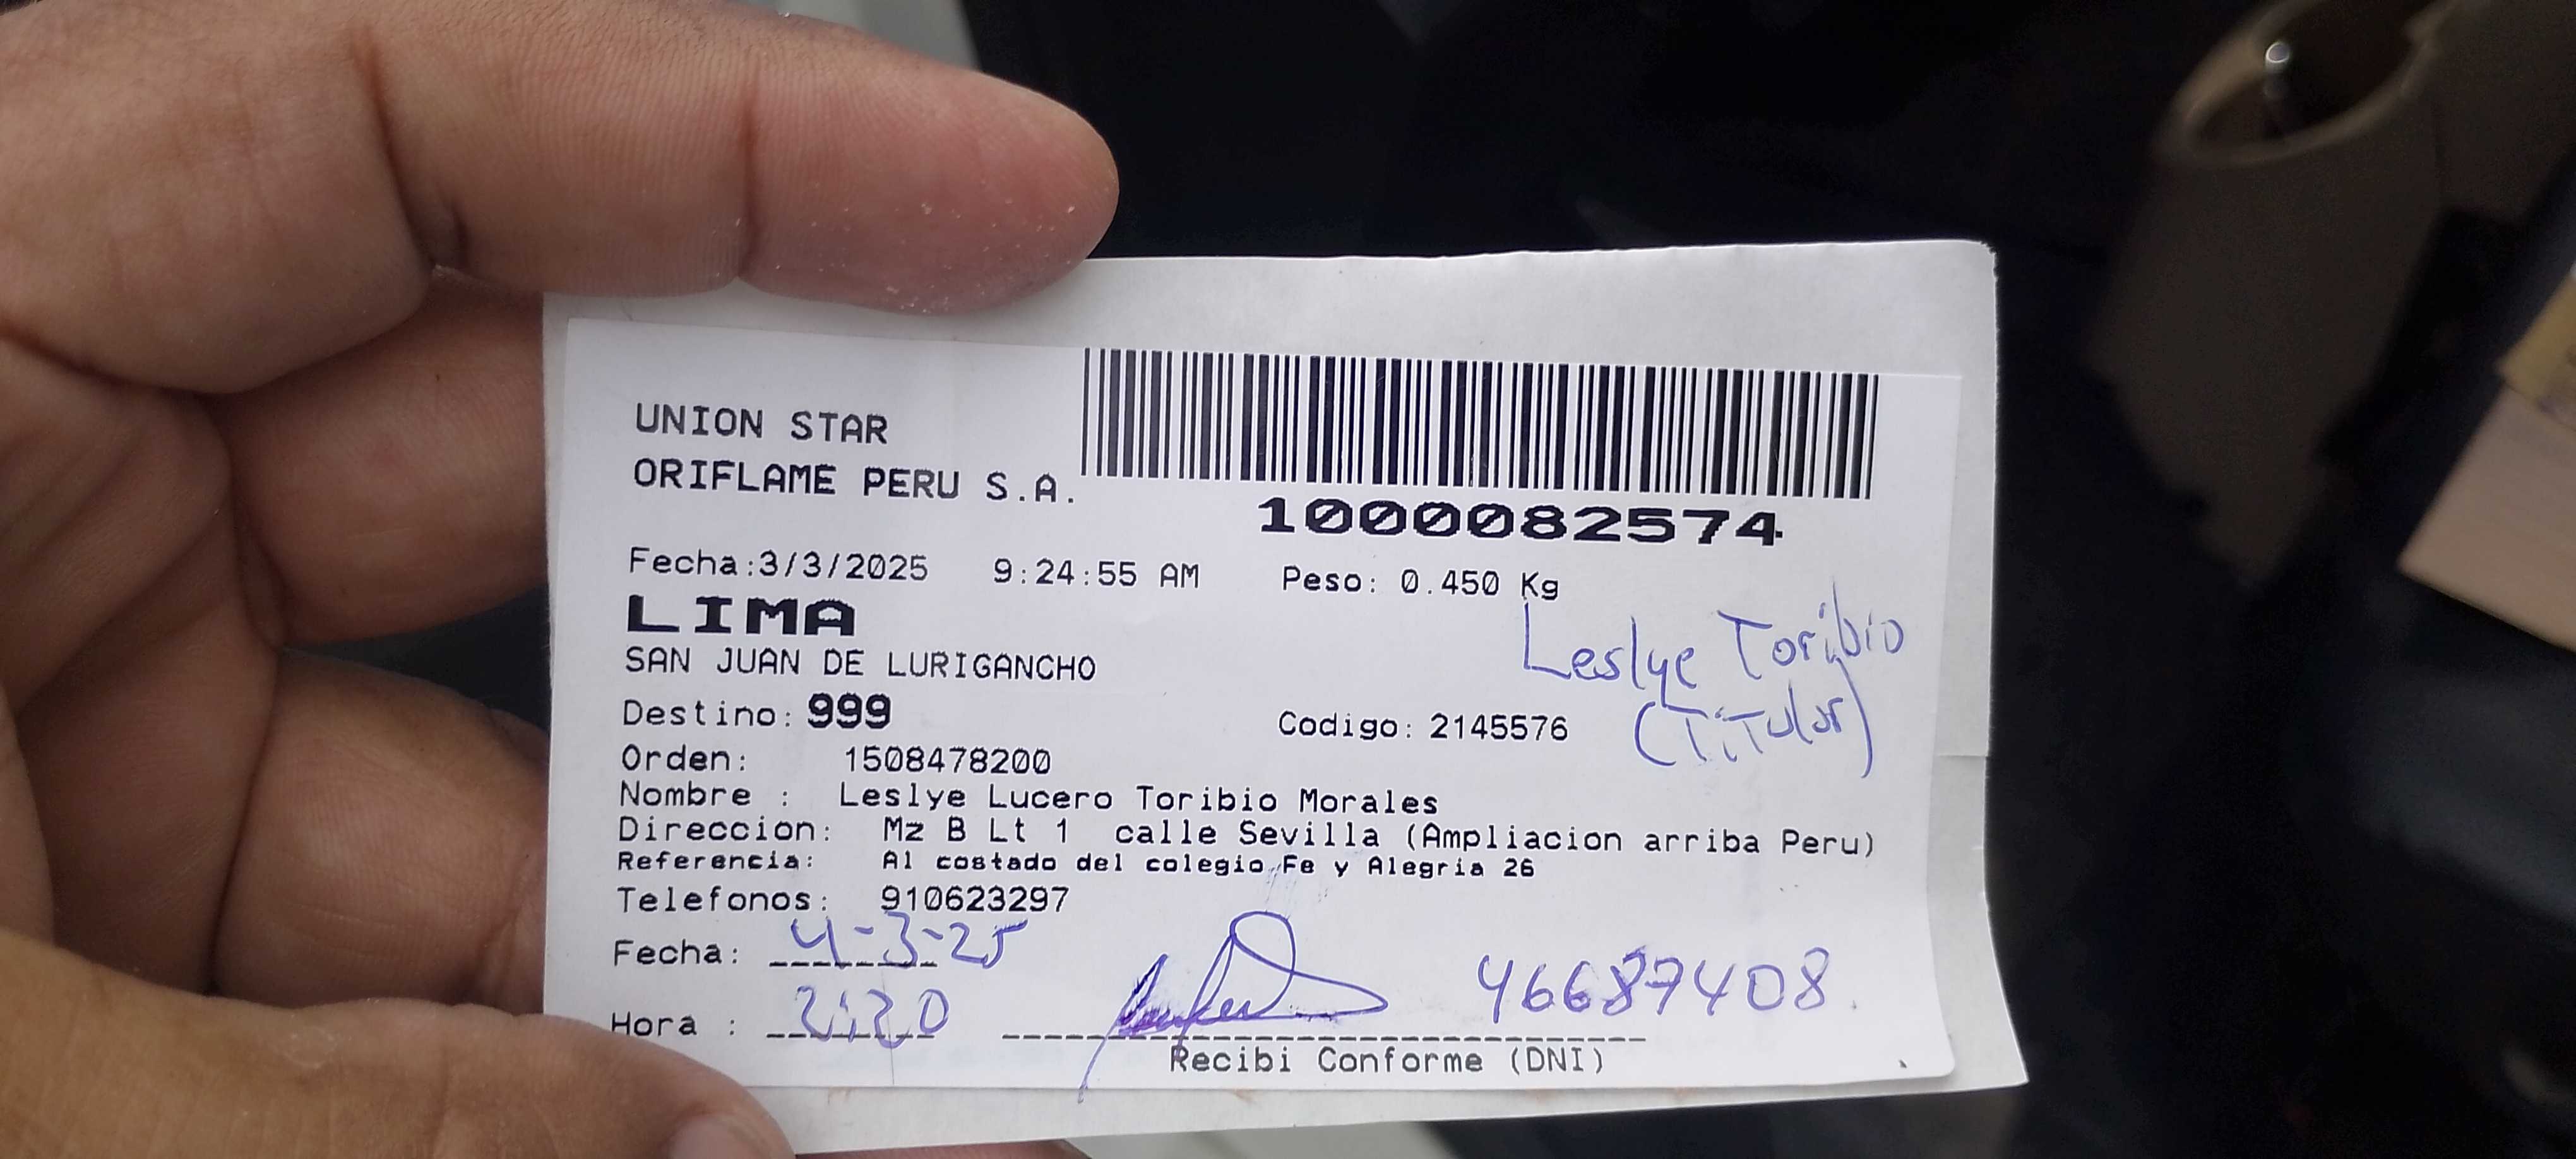 UNION STAR
ORIFLAME PERU S.A.
1000082574
Fecha:3/3/2025 9:24:55 AM Peso: 0.450 Kg
LIMA
Leslye Toribio
SAN JUAN DE LURIGANCHO
(Titular)
Destino: 999 Codigo: 2145576
Orden: 1508478200
Nombre : Leslye Lucero Toribio Morales
Direccion: Mz B Lt 1 calle Sevilla (Ampliacion arriba Peru)
Referencia: Al costado del colegio Fe y Alegria 26
Telefonos: 910623297
Fecha: 4-3-25
46687408
Hora : 2:20
Recibi Conforme (DNI)